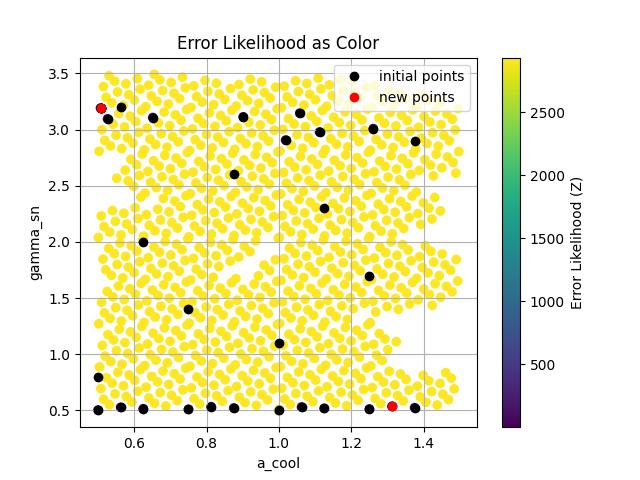 Error Likelihood as Color
initial points
new points
3.5
3.0
2.5
2.0
1.5
1.0
0.5
gamma_sn
0.6
0.8
1.0
1.2
1.4
a_cool
2500
2000
1500
1000
500
Error Likelihood (Z)